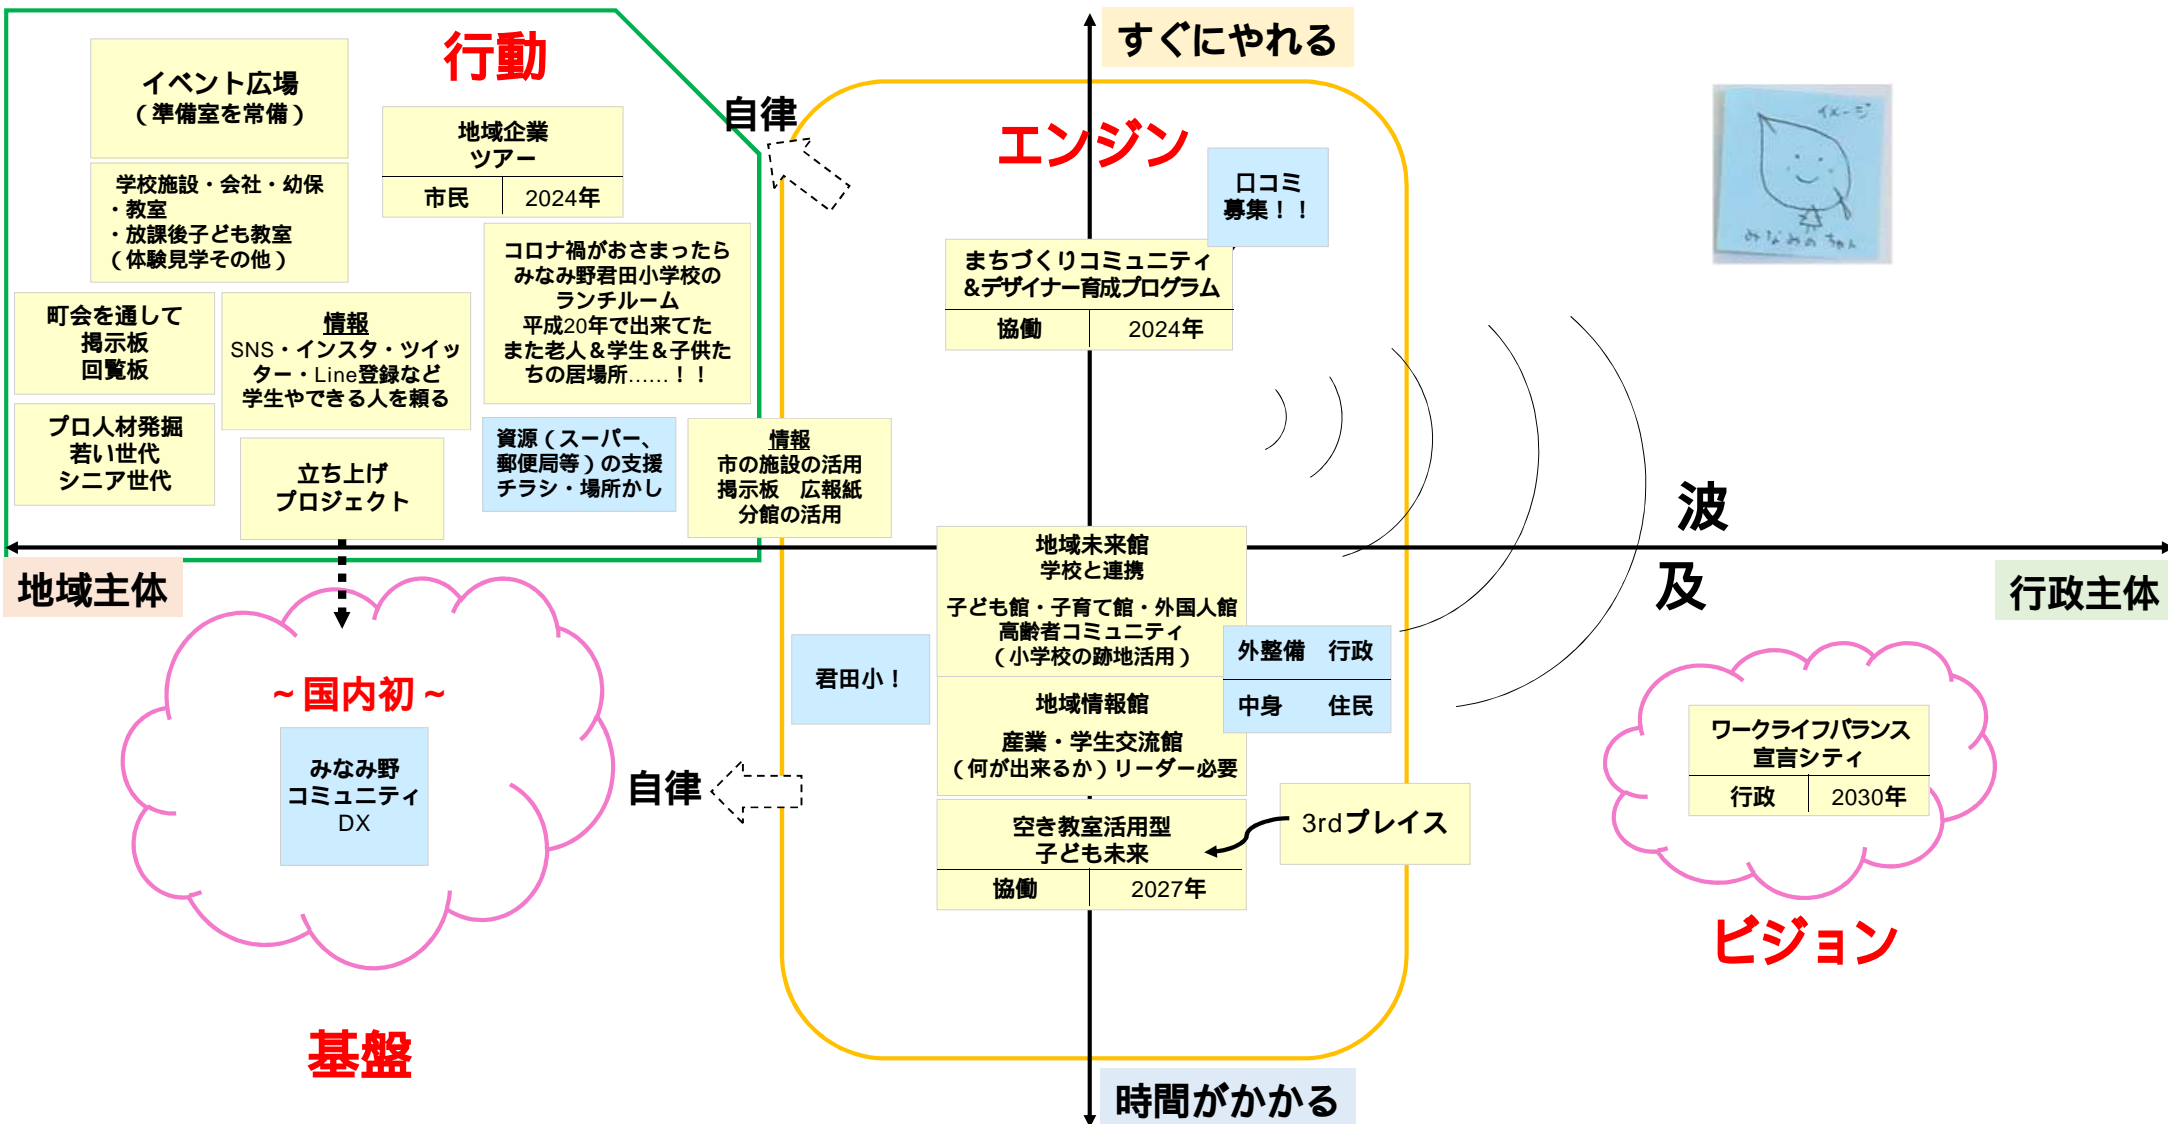 すぐにやれる
行動
イベント広場
(準備室を常備)
地域企業
ツアー
市民 2024年
自律
エンジン
口コミ
募集!!
イメージ
みなみのちゃん
学校施設・会社・幼保
・教室
・放課後子ども教室
(体験見学その他)
コロナ禍がおさまったら
みなみ野君田小学校の
ランチルーム
平成20年で出来てた
また老人&学生&子供た
ちの居場所……!!
まちづくりコミュニティ
&デザイナー育成プログラム
協働 2024年
町会を通して
掲示板
回覧板
情報
SNS・インスタ・ツイッ
ター・Line登録など
学生やできる人を頼る
プロ人材発掘
若い世代
シニア世代
立ち上げ
プロジェクト
資源(スーパー、
郵便局等)の支援
チラシ・場所かし
情報
市の施設の活用
掲示板 広報紙
分館の活用
波
及
地域主体
行政主体
地域未来館
学校と連携
子ども館・子育て館・外国人館
高齢者コミュニティ
(小学校の跡地活用)
外整備 行政
中身 住民
君田小!
地域情報館
産業・学生交流館
(何が出来るか)リーダー必要
~国内初~
みなみ野
コミュニティ
DX
自律
空き教室活用型
子ども未来
協働 2027年
3rdプレイス
ワークライフバランス
宣言シティ
行政 2030年
ビジョン
基盤
時間がかかる